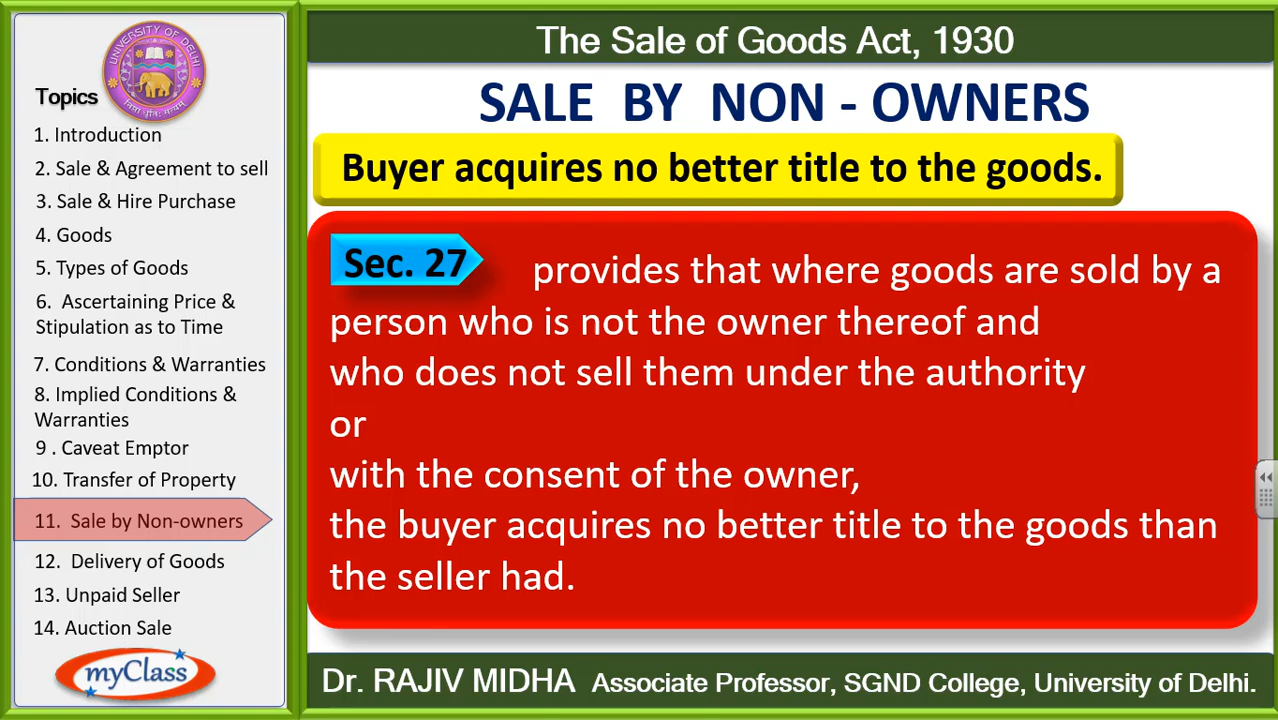 The Sale of Goods Act, 1930
UNIVERSITY OF DELHI
Topics
1. Introduction
2. Sale & Agreement to sell
3. Sale & Hire Purchase
4. Goods
5. Types of Goods
6. Ascertaining Price &
Stipulation as to Time
7. Conditions & Warranties
8. Implied Conditions &
Warranties
9 . Caveat Emptor
10. Transfer of Property
11. Sale by Non-owners
12. Delivery of Goods
13. Unpaid Seller
14. Auction Sale
myClass
SALE BY NON - OWNERS
Buyer acquires no better title to the goods.
Sec. 27 provides that where goods are sold by a
person who is not the owner thereof and
who does not sell them under the authority
or
with the consent of the owner,
the buyer acquires no better title to the goods than
the seller had.
Dr. RAJIV MIDHA Associate Professor, SGND College, University of Delhi.